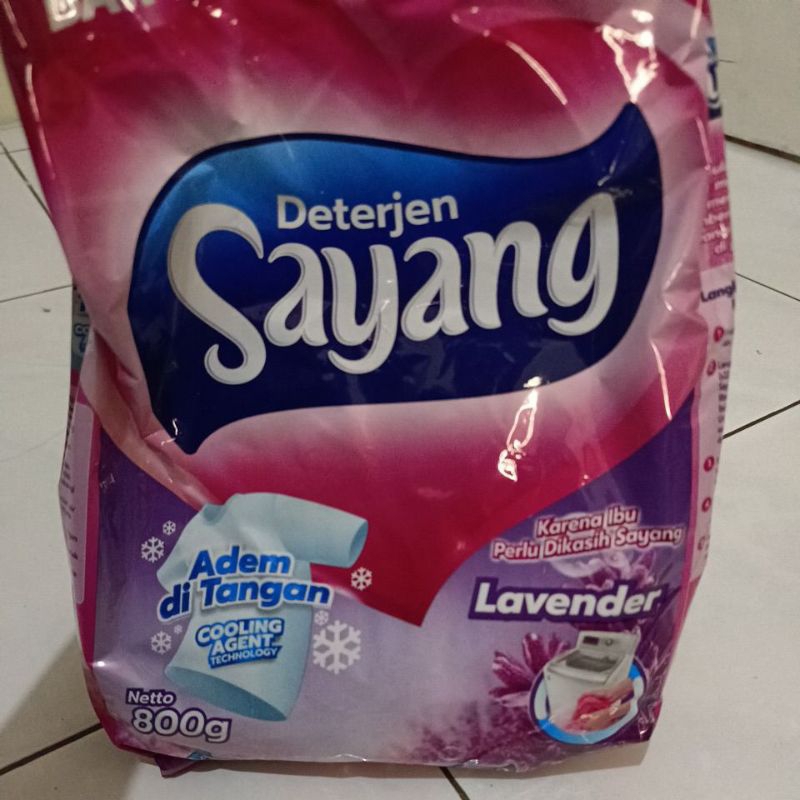 Deterjen
Sayang
Adem
di Tangan
COOLING
AGENT
TECHNOLOGY
Karena Ibu
Perlu Dikasih Sayang
Lavender
Netto
800g